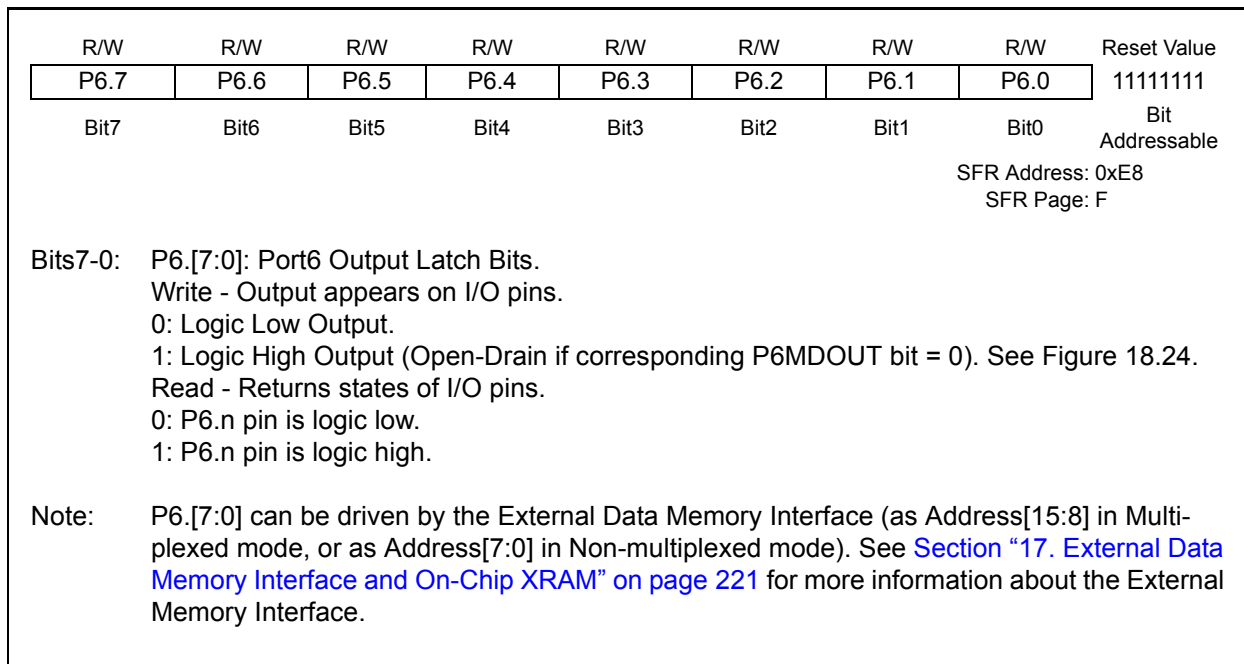 R/W R/W R/W R/W R/W R/W R/W R/W Reset Value
P6.7 P6.6 P6.5 P6.4 P6.3 P6.2 P6.1 P6.0 11111111
Bit7 Bit6 Bit5 Bit4 Bit3 Bit2 Bit1 Bit0 Bit
Addressable
SFR Address: 0xE8
SFR Page: F
Bits7-0: P6.[7:0]: Port6 Output Latch Bits.
Write - Output appears on I/O pins.
0: Logic Low Output.
1: Logic High Output (Open-Drain if corresponding P6MDOUT bit = 0). See Figure 18.24.
Read - Returns states of I/O pins.
0: P6.n pin is logic low.
1: P6.n pin is logic high.
Note: P6.[7:0] can be driven by the External Data Memory Interface (as Address[15:8] in Multi-
plexed mode, or as Address[7:0] in Non-multiplexed mode). See Section “17. External Data
Memory Interface and On-Chip XRAM” on page 221 for more information about the External
Memory Interface.